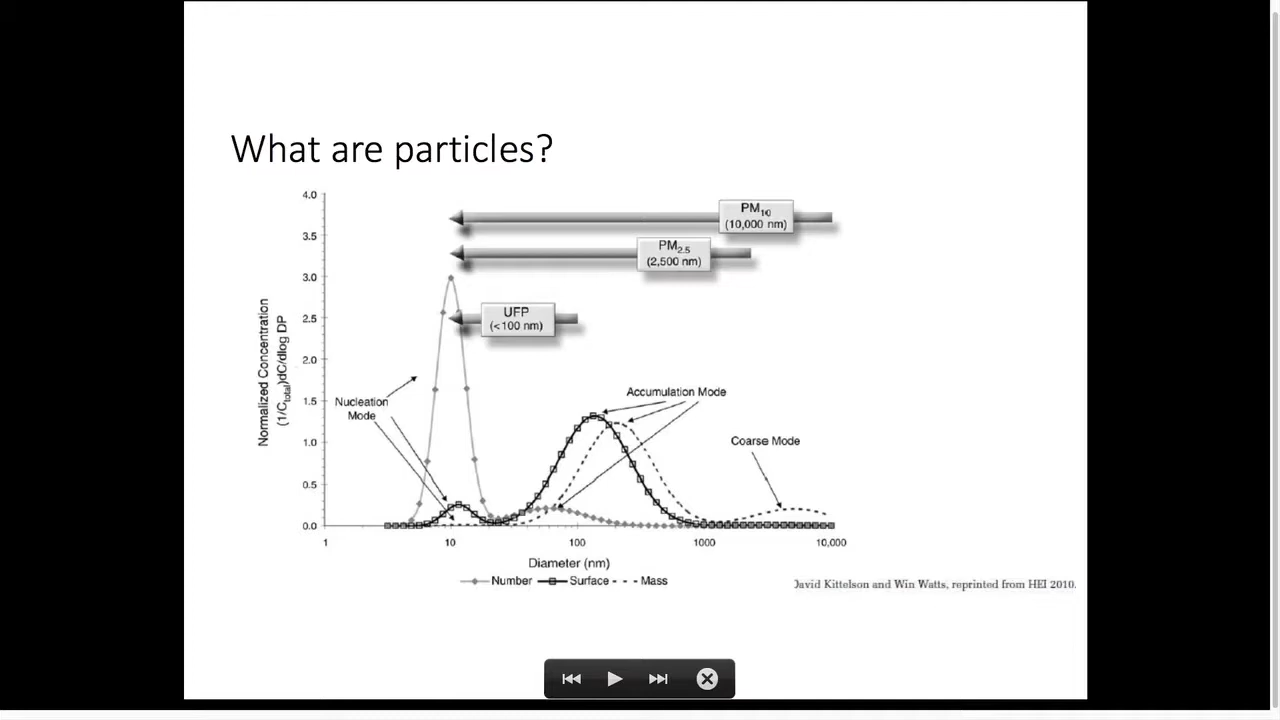 What are particles?
4.0
3.5
3.0
2.5
2.0
1.5
1.0
0.5
0.0
Normalized Concentration
(1/Ctotal)dC/dlog DP
PM10
(10,000 nm)
PM2.5
(2,500 nm)
UFP
(<100 nm)
Nucleation
Mode
Accumulation Mode
Coarse Mode
1
10
100
1000
10,000
Diameter (nm)
Number
Surface
Mass
David Kittelson and Win Watts, reprinted from HEI 2010.